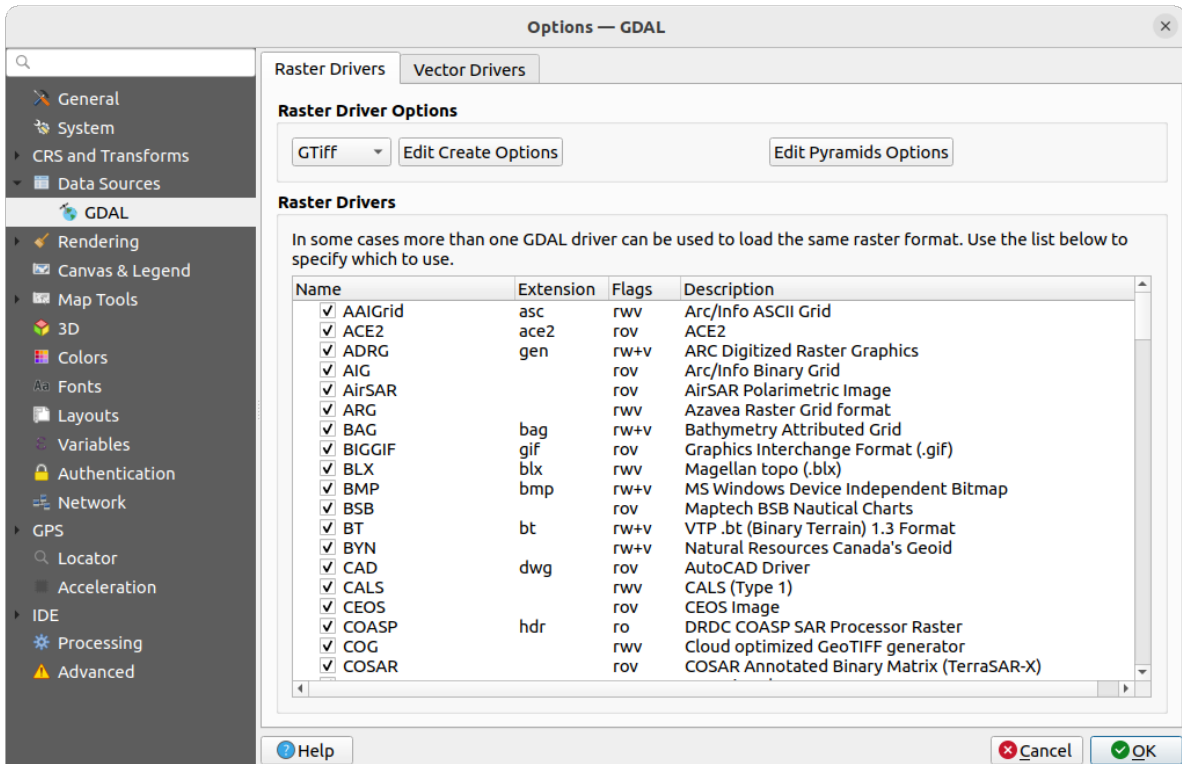 Options — GDAL
General
System
CRS and Transforms
Data Sources
GDAL
Rendering
Canvas & Legend
Map Tools
3D
Colors
Aa Fonts
Layouts
ε Variables
Authentication
Network
GPS
Locator
Acceleration
IDE
Processing
Advanced
Raster Drivers Vector Drivers
Raster Driver Options
GTiff Edit Create Options Edit Pyramids Options
Raster Drivers
In some cases more than one GDAL driver can be used to load the same raster format. Use the list below to
specify which to use.
Name Extension Flags Description
AAIGrid asc rwv Arc/Info ASCII Grid
ACE2 ace2 rov ACE2
ADRG gen rw+v ARC Digitized Raster Graphics
AIG rov Arc/Info Binary Grid
AirSAR rov AirSAR Polarimetric Image
ARG rwv Azavea Raster Grid format
BAG bag rw+v Bathymetry Attributed Grid
BIGGIF gif rov Graphics Interchange Format (.gif)
BLX blx rwv Magellan topo (.blx)
BMP bmp rw+v MS Windows Device Independent Bitmap
BSB rov Maptech BSB Nautical Charts
BT bt rw+v VTP .bt (Binary Terrain) 1.3 Format
BYN rw+v Natural Resources Canada's Geoid
CAD dwg rov AutoCAD Driver
CALS rwv CALS (Type 1)
CEOS rov CEOS Image
COASP hdr ro DRDC COASP SAR Processor Raster
COG rwv Cloud optimized GeoTIFF generator
COSAR rov COSAR Annotated Binary Matrix (TerraSAR-X)
Help Cancel OK